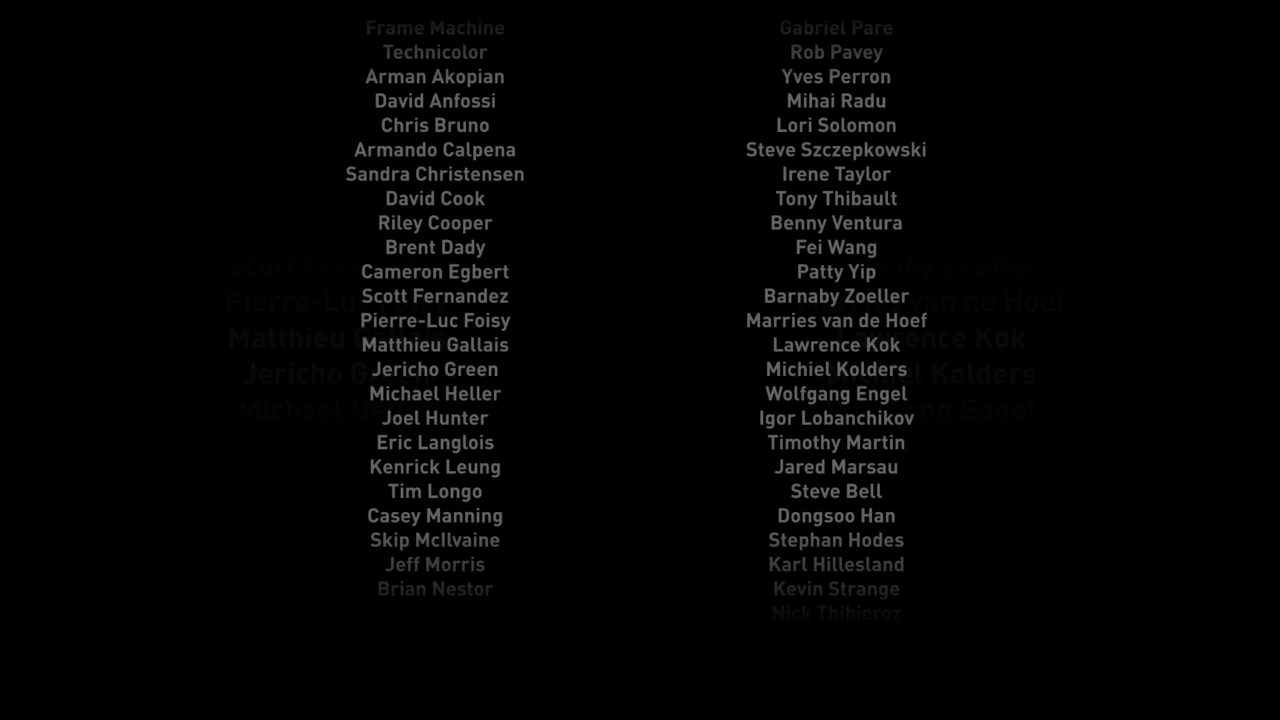 Frame Machine
Technicolor
Arman Akopian
David Anfossi
Chris Bruno
Armando Calpena
Sandra Christensen
David Cook
Riley Cooper
Brent Dady
Cameron Egbert
Scott Fernandez
Pierre-Luc Foisy
Matthieu Gallais
Jericho Green
Michael Heller
Joel Hunter
Eric Langlois
Kenrick Leung
Tim Longo
Casey Manning
Skip McIlvaine
Jeff Morris
Brian Nestor
Gabriel Pare
Rob Pavey
Yves Perron
Mihai Radu
Lori Solomon
Steve Szczepkowski
Irene Taylor
Tony Thibault
Benny Ventura
Fei Wang
Patty Yip
Barnaby Zoeller
Marries van de Hoef
Lawrence Kok
Michiel Kolders
Wolfgang Engel
Igor Lobanchikov
Timothy Martin
Jared Marsau
Steve Bell
Dongsoo Han
Stephan Hodes
Karl Hillesland
Kevin Strange
Nick Thibieroz